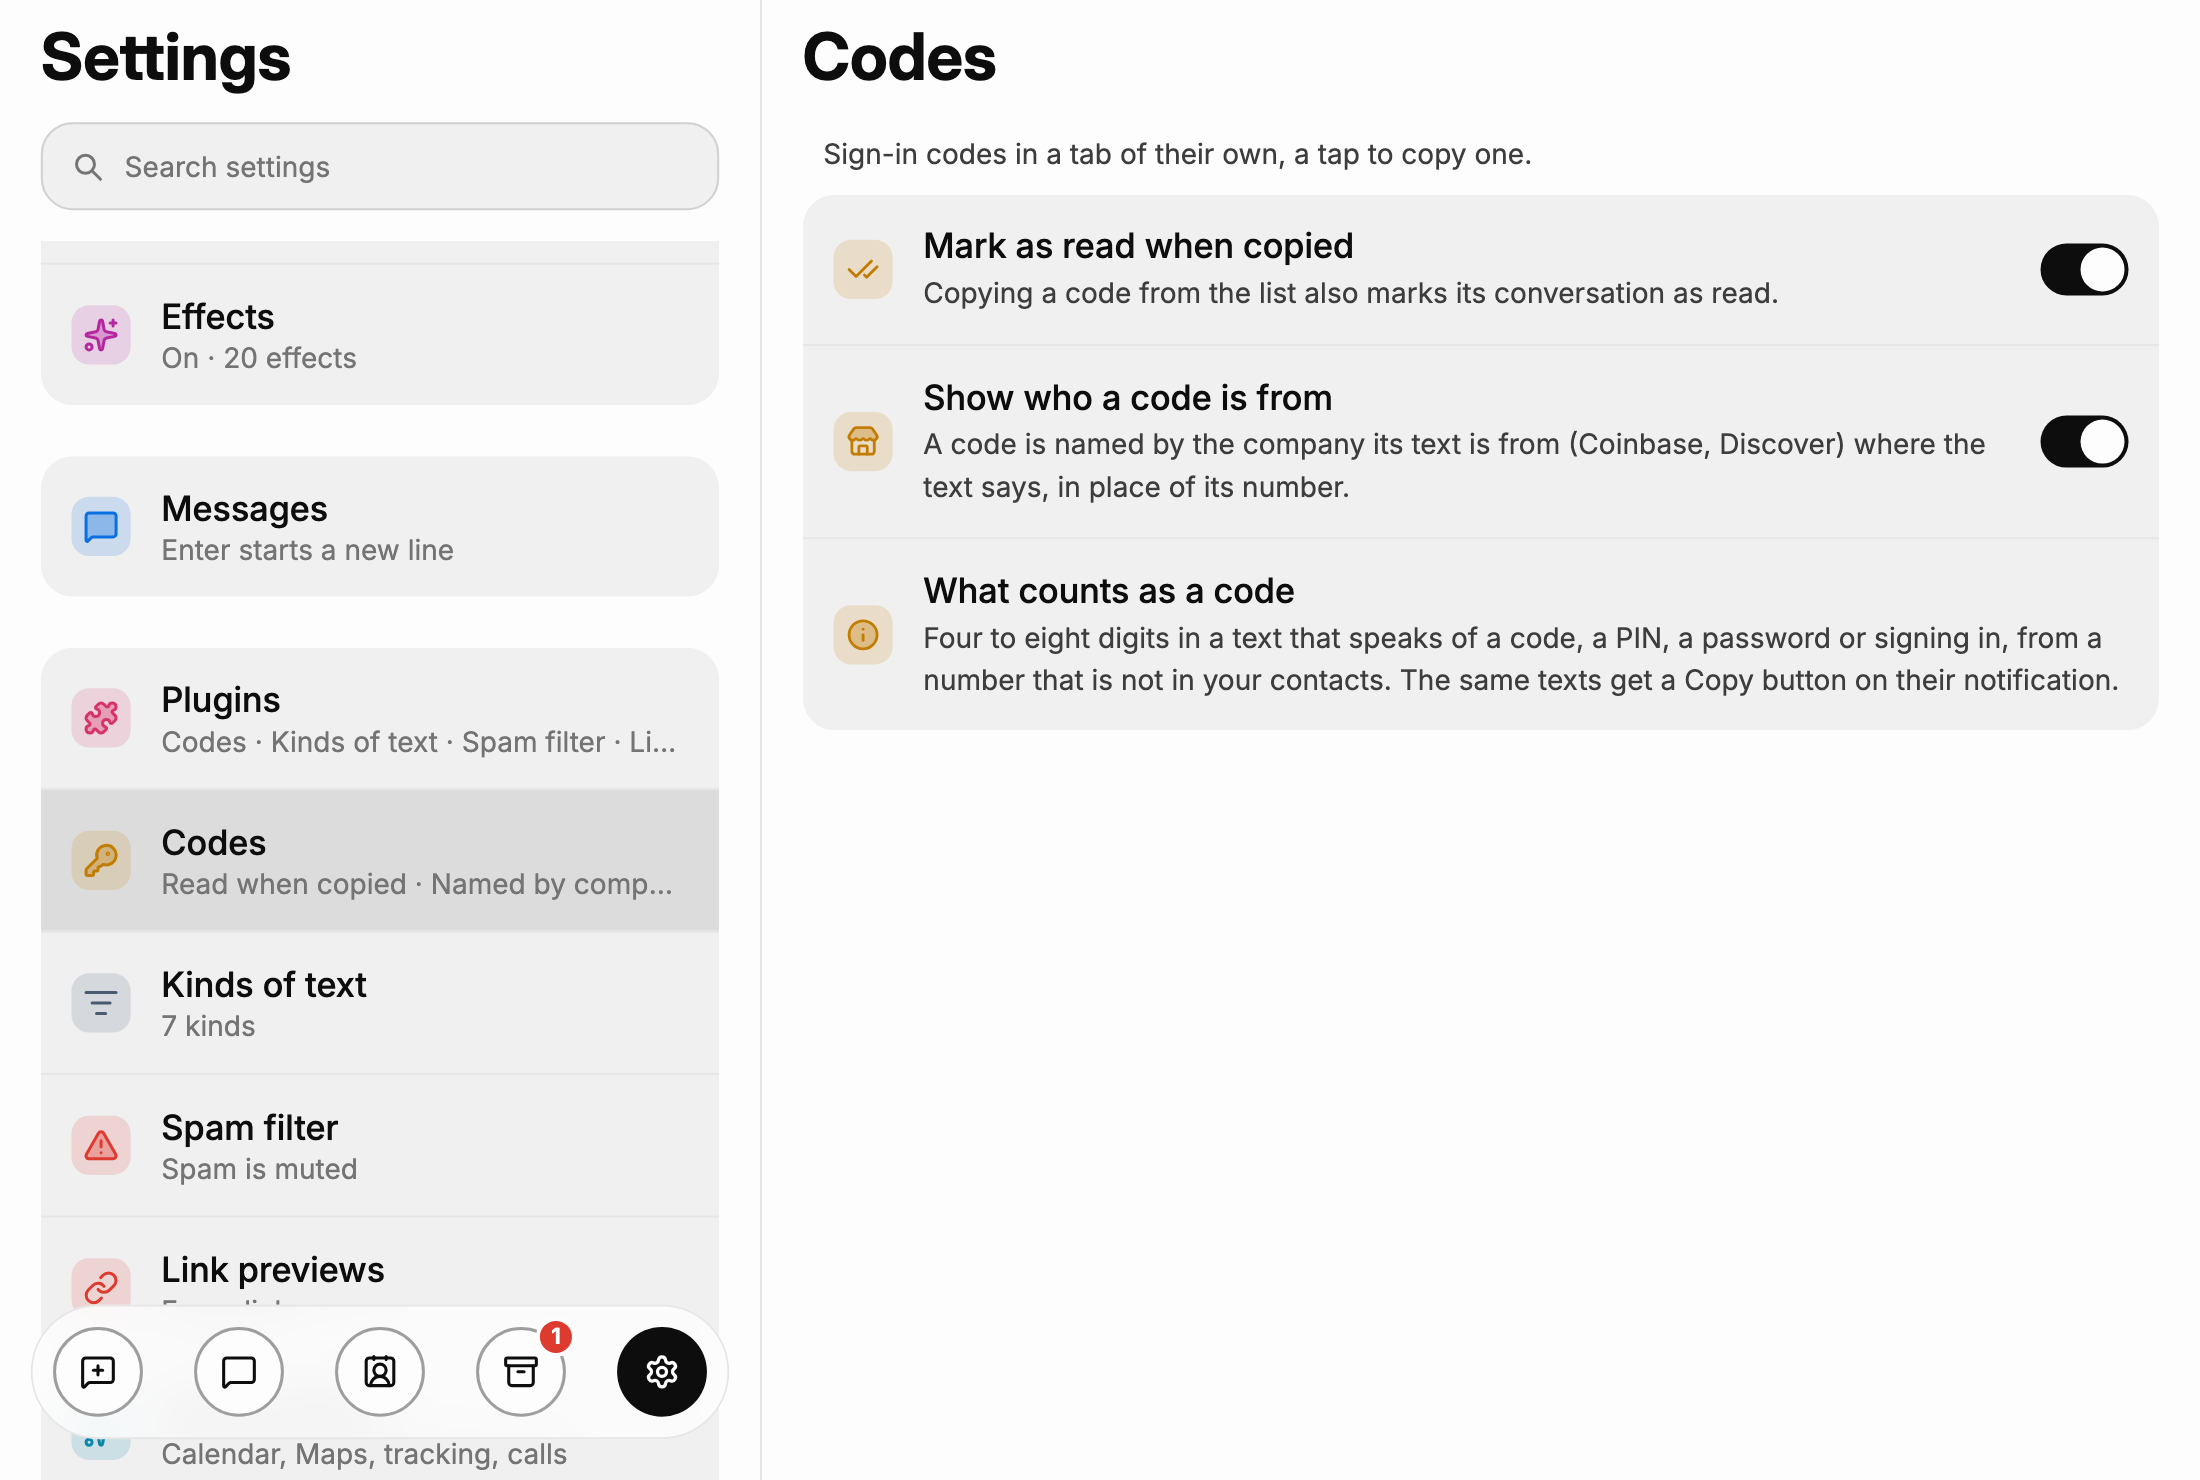 Settings
Search settings
Effects
On · 20 effects
Messages
Enter starts a new line
Plugins
Codes · Kinds of text · Spam filter · Li...
Codes
Read when copied · Named by comp...
Kinds of text
7 kinds
Spam filter
Spam is muted
Link previews
1
Calendar, Maps, tracking, calls
Codes
Sign-in codes in a tab of their own, a tap to copy one.
Mark as read when copied
Copying a code from the list also marks its conversation as read.
Show who a code is from
A code is named by the company its text is from (Coinbase, Discover) where the
text says, in place of its number.
What counts as a code
Four to eight digits in a text that speaks of a code, a PIN, a password or signing in, from a
number that is not in your contacts. The same texts get a Copy button on their notification.